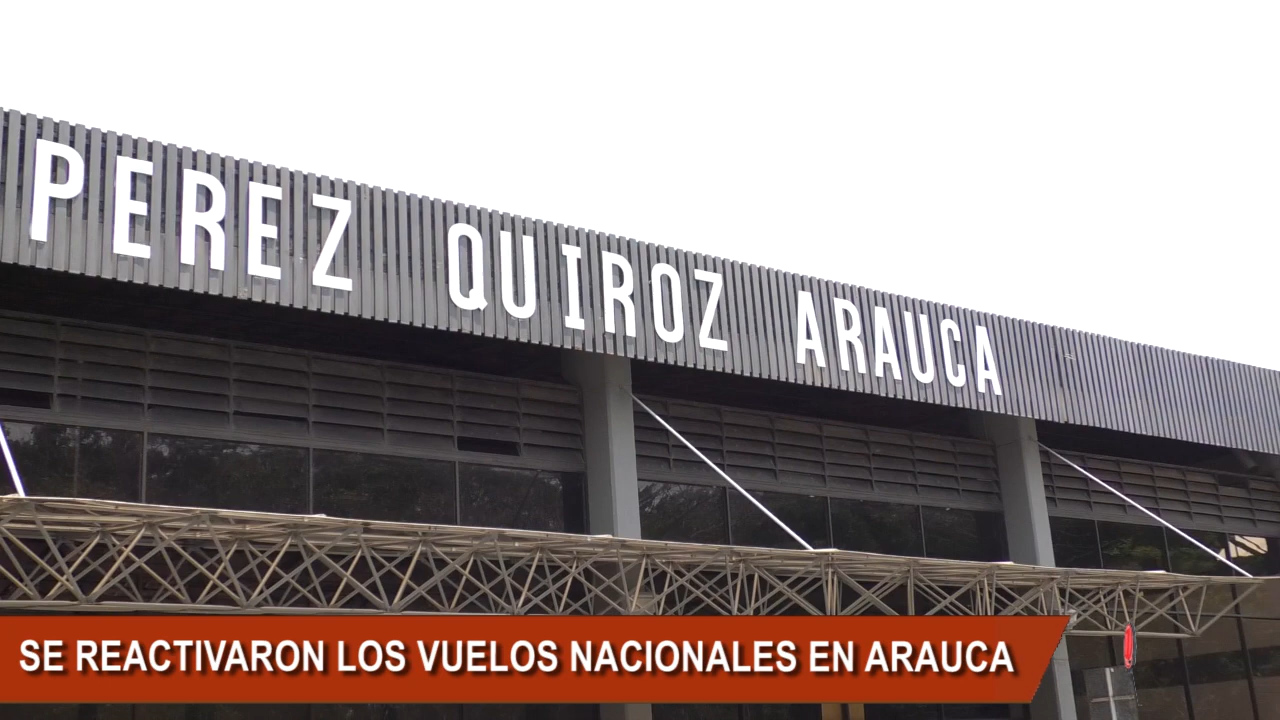 PEREZ QUIROZ ARAUCA
SE REACTIVARON LOS VUELOS NACIONALES EN ARAUCA